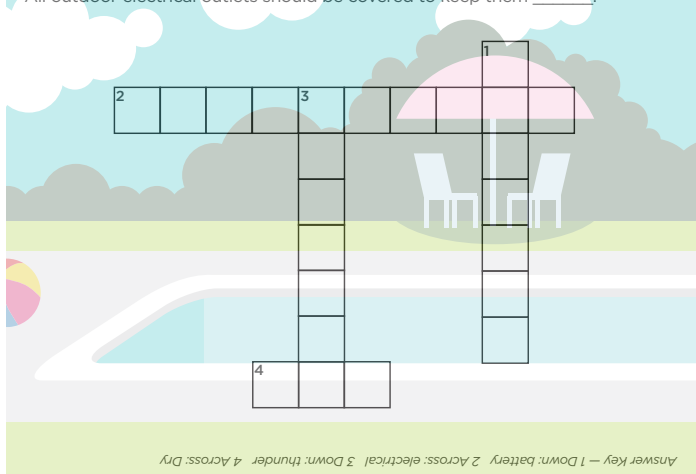 All outdoor electrical outlets should be covered to keep them ______.
1
2
3
4
Answer Key – 1 Down: battery 2 Across: electrical 3 Down: thunder 4 Across: Dry